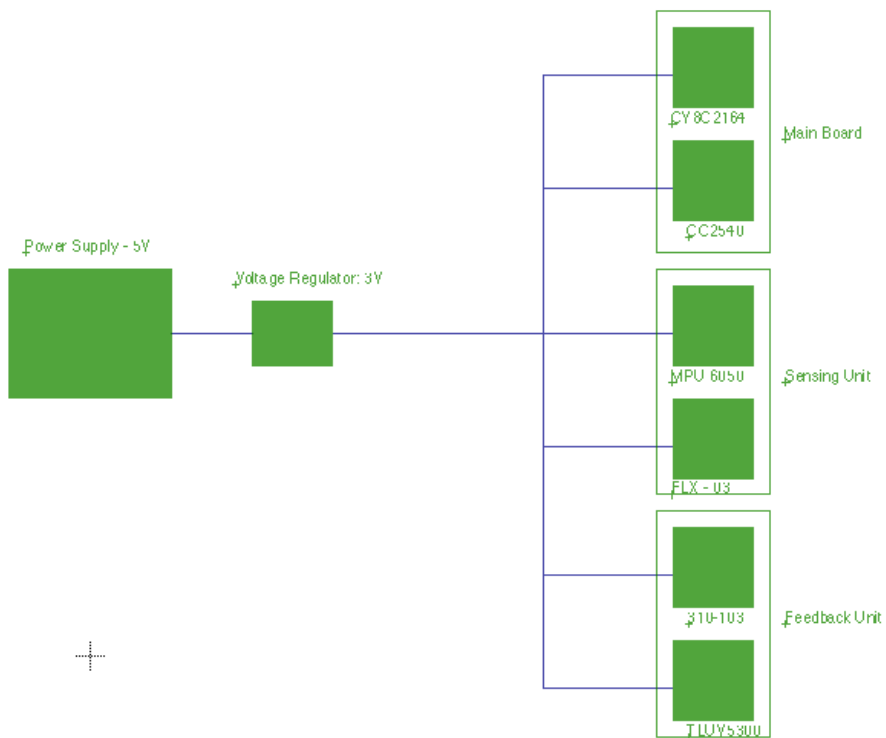 CY8C2164
Main Board
CC2540
Power Supply - 5V
Voltage Regulator: 3V
MPU 6050
Sensing Unit
FLX - 03
310-103
Feedback Unit
TLUV5300